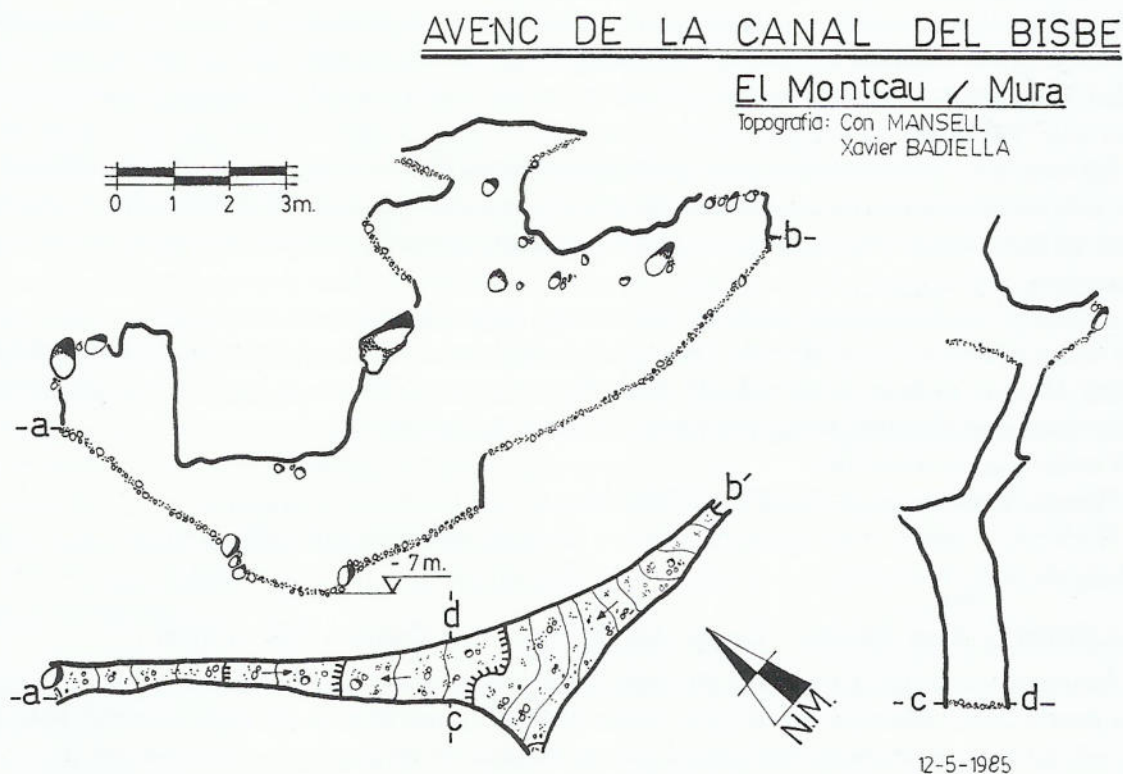 AVENC DE LA CANAL DEL BISBE
El Montcau / Mura
Topografia: Con MANSELL
Xavier BADIELLA
0 1 2 3m.
-b-
-a-
- 7m.
b´
d
-a-
c
N.M.
-c- -d-
12-5-1985